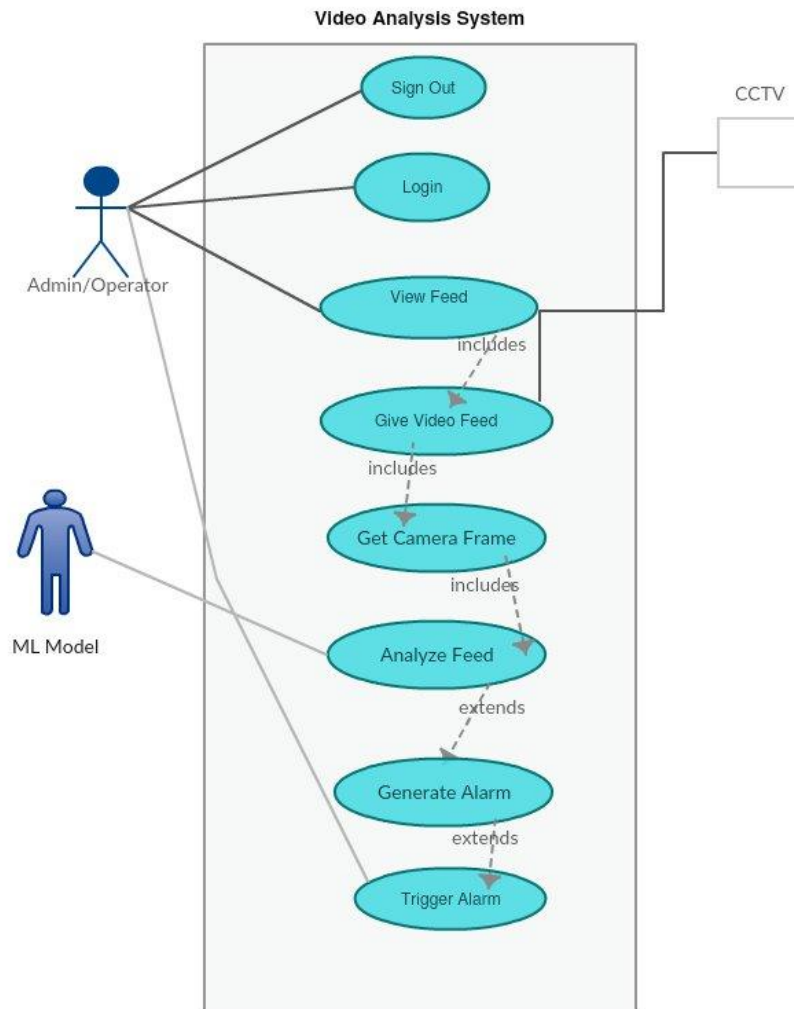 Video Analysis System
CCTV
Sign Out
Login
Admin/Operator
View Feed
includes
Give Video Feed
includes
Get Camera Frame
includes
ML Model
Analyze Feed
extends
Generate Alarm
extends
Trigger Alarm